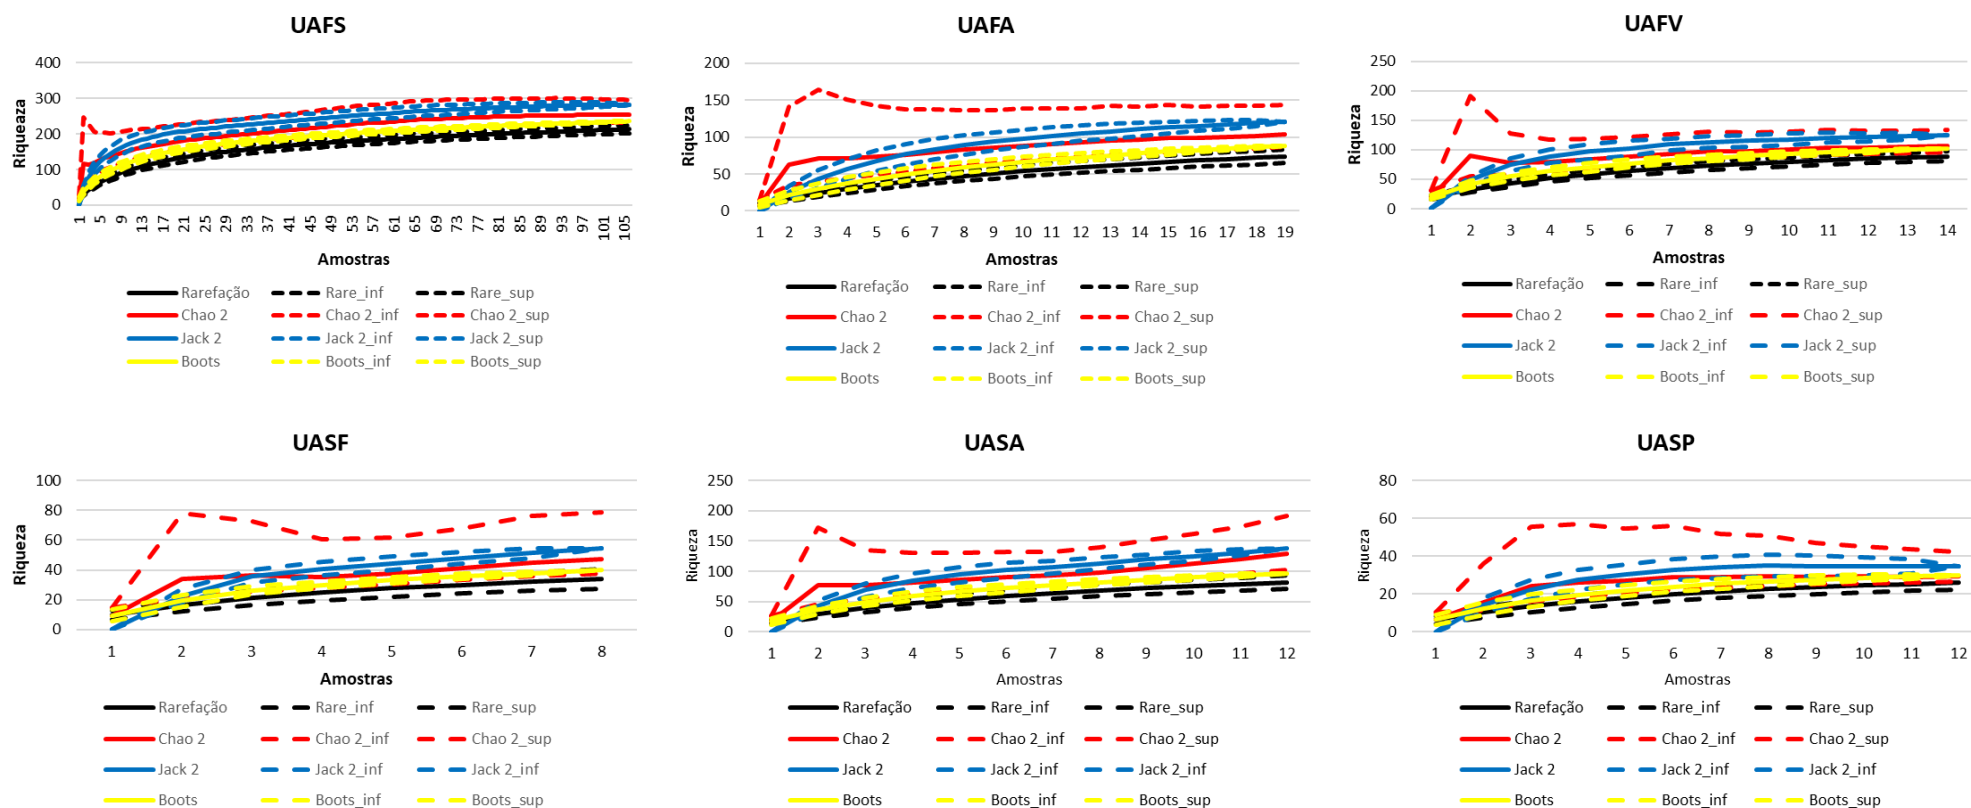 UAFS
400
300
200
100
0
Riqueaza
1 5 9 13 17 21 25 29 33 37 41 45 49 53 57 61 65 69 73 77 81 85 89 93 97 101 105
Amostras
Rarefação Rare_inf Rare_sup
Chao 2 Chao 2_inf Chao 2_sup
Jack 2 Jack 2_inf Jack 2_sup
Boots Boots_inf Boots_sup
UAFA
200
150
100
50
0
Riqueza
1 2 3 4 5 6 7 8 9 10 11 12 13 14 15 16 17 18 19
Amostras
Rarefação Rare_inf Rare_sup
Chao 2 Chao 2_inf Chao 2_sup
Jack 2 Jack 2_inf Jack 2_sup
Boots Boots_inf Boots_sup
UAFV
250
200
150
100
50
0
Riqueza
1 2 3 4 5 6 7 8 9 10 11 12 13 14
Amostras
Rarefação Rare_inf Rare_sup
Chao 2 Chao 2_inf Chao 2_sup
Jack 2 Jack 2_inf Jack 2_sup
Boots Boots_inf Boots_sup
UASF
100
80
60
40
20
0
Riqueza
1 2 3 4 5 6 7 8
Amostras
Rarefação Rare_inf Rare_sup
Chao 2 Chao 2_inf Chao 2_sup
Jack 2 Jack 2_inf Jack 2_inf
Boots Boots_inf Boots_sup
UASA
250
200
150
100
50
0
Riqueza
1 2 3 4 5 6 7 8 9 10 11 12
Amostras
Rarefação Rare_inf Rare_sup
Chao 2 Chao 2_inf Chao 2_sup
Jack 2 Jack 2_inf Jack 2_inf
Boots Boots_inf Boots_sup
UASP
80
60
40
20
0
Riqueza
1 2 3 4 5 6 7 8 9 10 11 12
Amostras
Rarefação Rare_inf Rare_sup
Chao 2 Chao 2_inf Chao 2_sup
Jack 2 Jack 2_inf Jack 2_inf
Boots Boots_inf Boots_sup